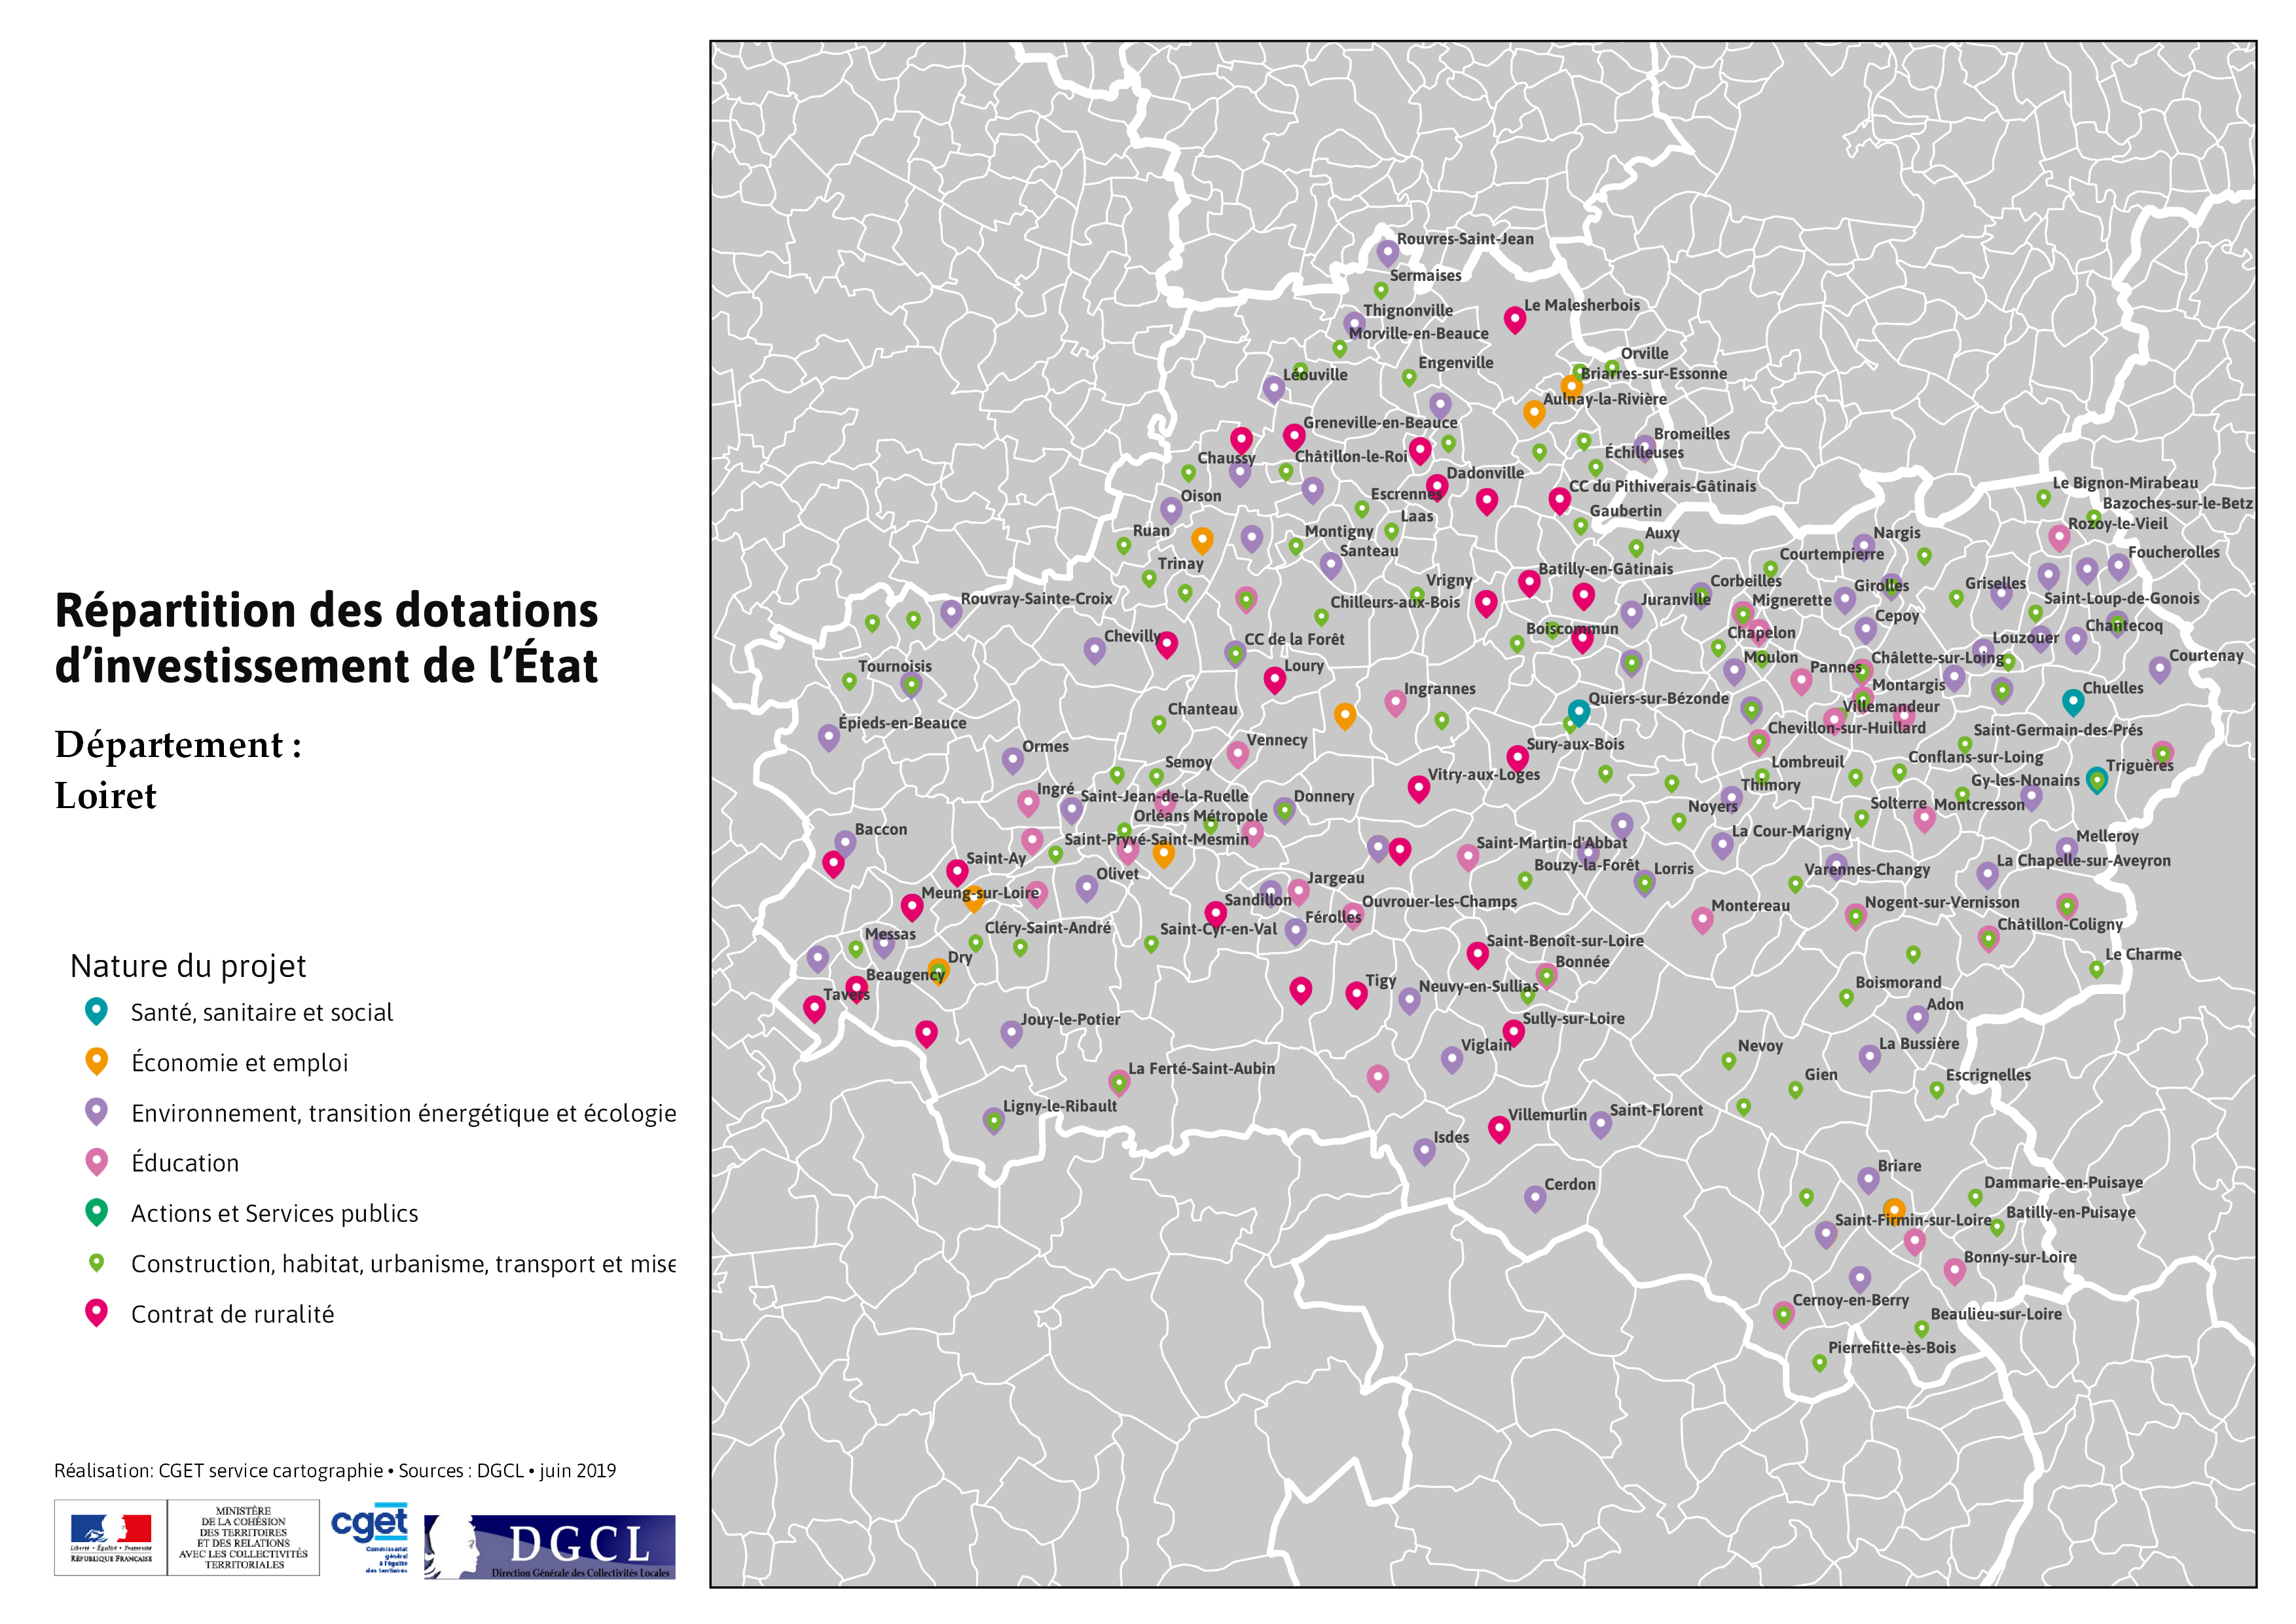 Répartition des dotations
d'investissement de l'État
Département :
Loiret
Nature du projet
Santé, sanitaire et social
Économie et emploi
Environnement, transition énergétique et écologie
Éducation
Actions et Services publics
Construction, habitat, urbanisme, transport et mise
Contrat de ruralité
Réalisation: CGET service cartographie • Sources : DGCL • juin 2019
Liberté • Égalité • Fraternité
RÉPUBLIQUE FRANÇAISE
MINISTÈRE
DE LA COHÉSION
DES TERRITOIRES
ET DES RELATIONS
AVEC LES COLLECTIVITÉS
TERRITORIALES
cget
Commissariat
général
à l'égalité
des territoires
DGCL
Direction Générale des Collectivités Locales
Rouvres-Saint-Jean
Sermaises
Le Malesherbois
Thignonville
Morville-en-Beauce
Orville
Engenville
Léouville
Briarres-sur-Essonne
Aulnay-la-Rivière
Greneville-en-Beauce
Bromeilles
Échilleuses
Chaussy
Châtillon-le-Roi
Dadonville
Le Bignon-Mirabeau
CC du Pithiverais-Gâtinais
Oison
Escrennes
Bazoches-sur-le-Betz
Gaubertin
Laas
Rozoy-le-Vieil
Ruan
Montigny
Auxy
Nargis
Santeau
Courtempierre
Foucherolles
Trinay
Batilly-en-Gâtinais
Vrigny
Corbeilles
Girolles
Griselles
Rouvray-Sainte-Croix
Chilleurs-aux-Bois
Juranville
Mignerette
Saint-Loup-de-Gonois
Cepoy
Chantecoq
Boiscommun
Chapelon
Chevilly
CC de la Forêt
Louzouer
Courtenay
Moulon
Châlette-sur-Loing
Tournoisis
Loury
Pannes
Montargis
Ingrannes
Chuelles
Quiers-sur-Bézonde
Villemandeur
Chanteau
Épieds-en-Beauce
Chevillon-sur-Huillard
Saint-Germain-des-Prés
Vennecy
Sury-aux-Bois
Ormes
Conflans-sur-Loing
Semoy
Lombreuil
Triguères
Vitry-aux-Loges
Gy-les-Nonains
Thimory
Ingré
Saint-Jean-de-la-Ruelle
Donnery
Solterre
Montcresson
Noyers
Orléans Métropole
Baccon
La Cour-Marigny
Melleroy
Saint-Pryvé-Saint-Mesmin
Saint-Martin-d'Abbat
Saint-Ay
La Chapelle-sur-Aveyron
Bouzy-la-Forêt
Lorris
Varennes-Changy
Olivet
Jargeau
Meung-sur-Loire
Sandillon
Ouvrouer-les-Champs
Montereau
Nogent-sur-Vernisson
Férolles
Châtillon-Coligny
Cléry-Saint-André
Saint-Cyr-en-Val
Messas
Saint-Benoît-sur-Loire
Le Charme
Dry
Bonnée
Beaugency
Tigy
Neuvy-en-Sullias
Boismorand
Tavers
Adon
Jouy-le-Potier
Sully-sur-Loire
Viglain
Nevoy
La Bussière
La Ferté-Saint-Aubin
Gien
Escrignelles
Ligny-le-Ribault
Villemurlin
Saint-Florent
Isdes
Briare
Cerdon
Dammarie-en-Puisaye
Batilly-en-Puisaye
Saint-Firmin-sur-Loire
Bonny-sur-Loire
Cernoy-en-Berry
Beaulieu-sur-Loire
Pierrefitte-ès-Bois